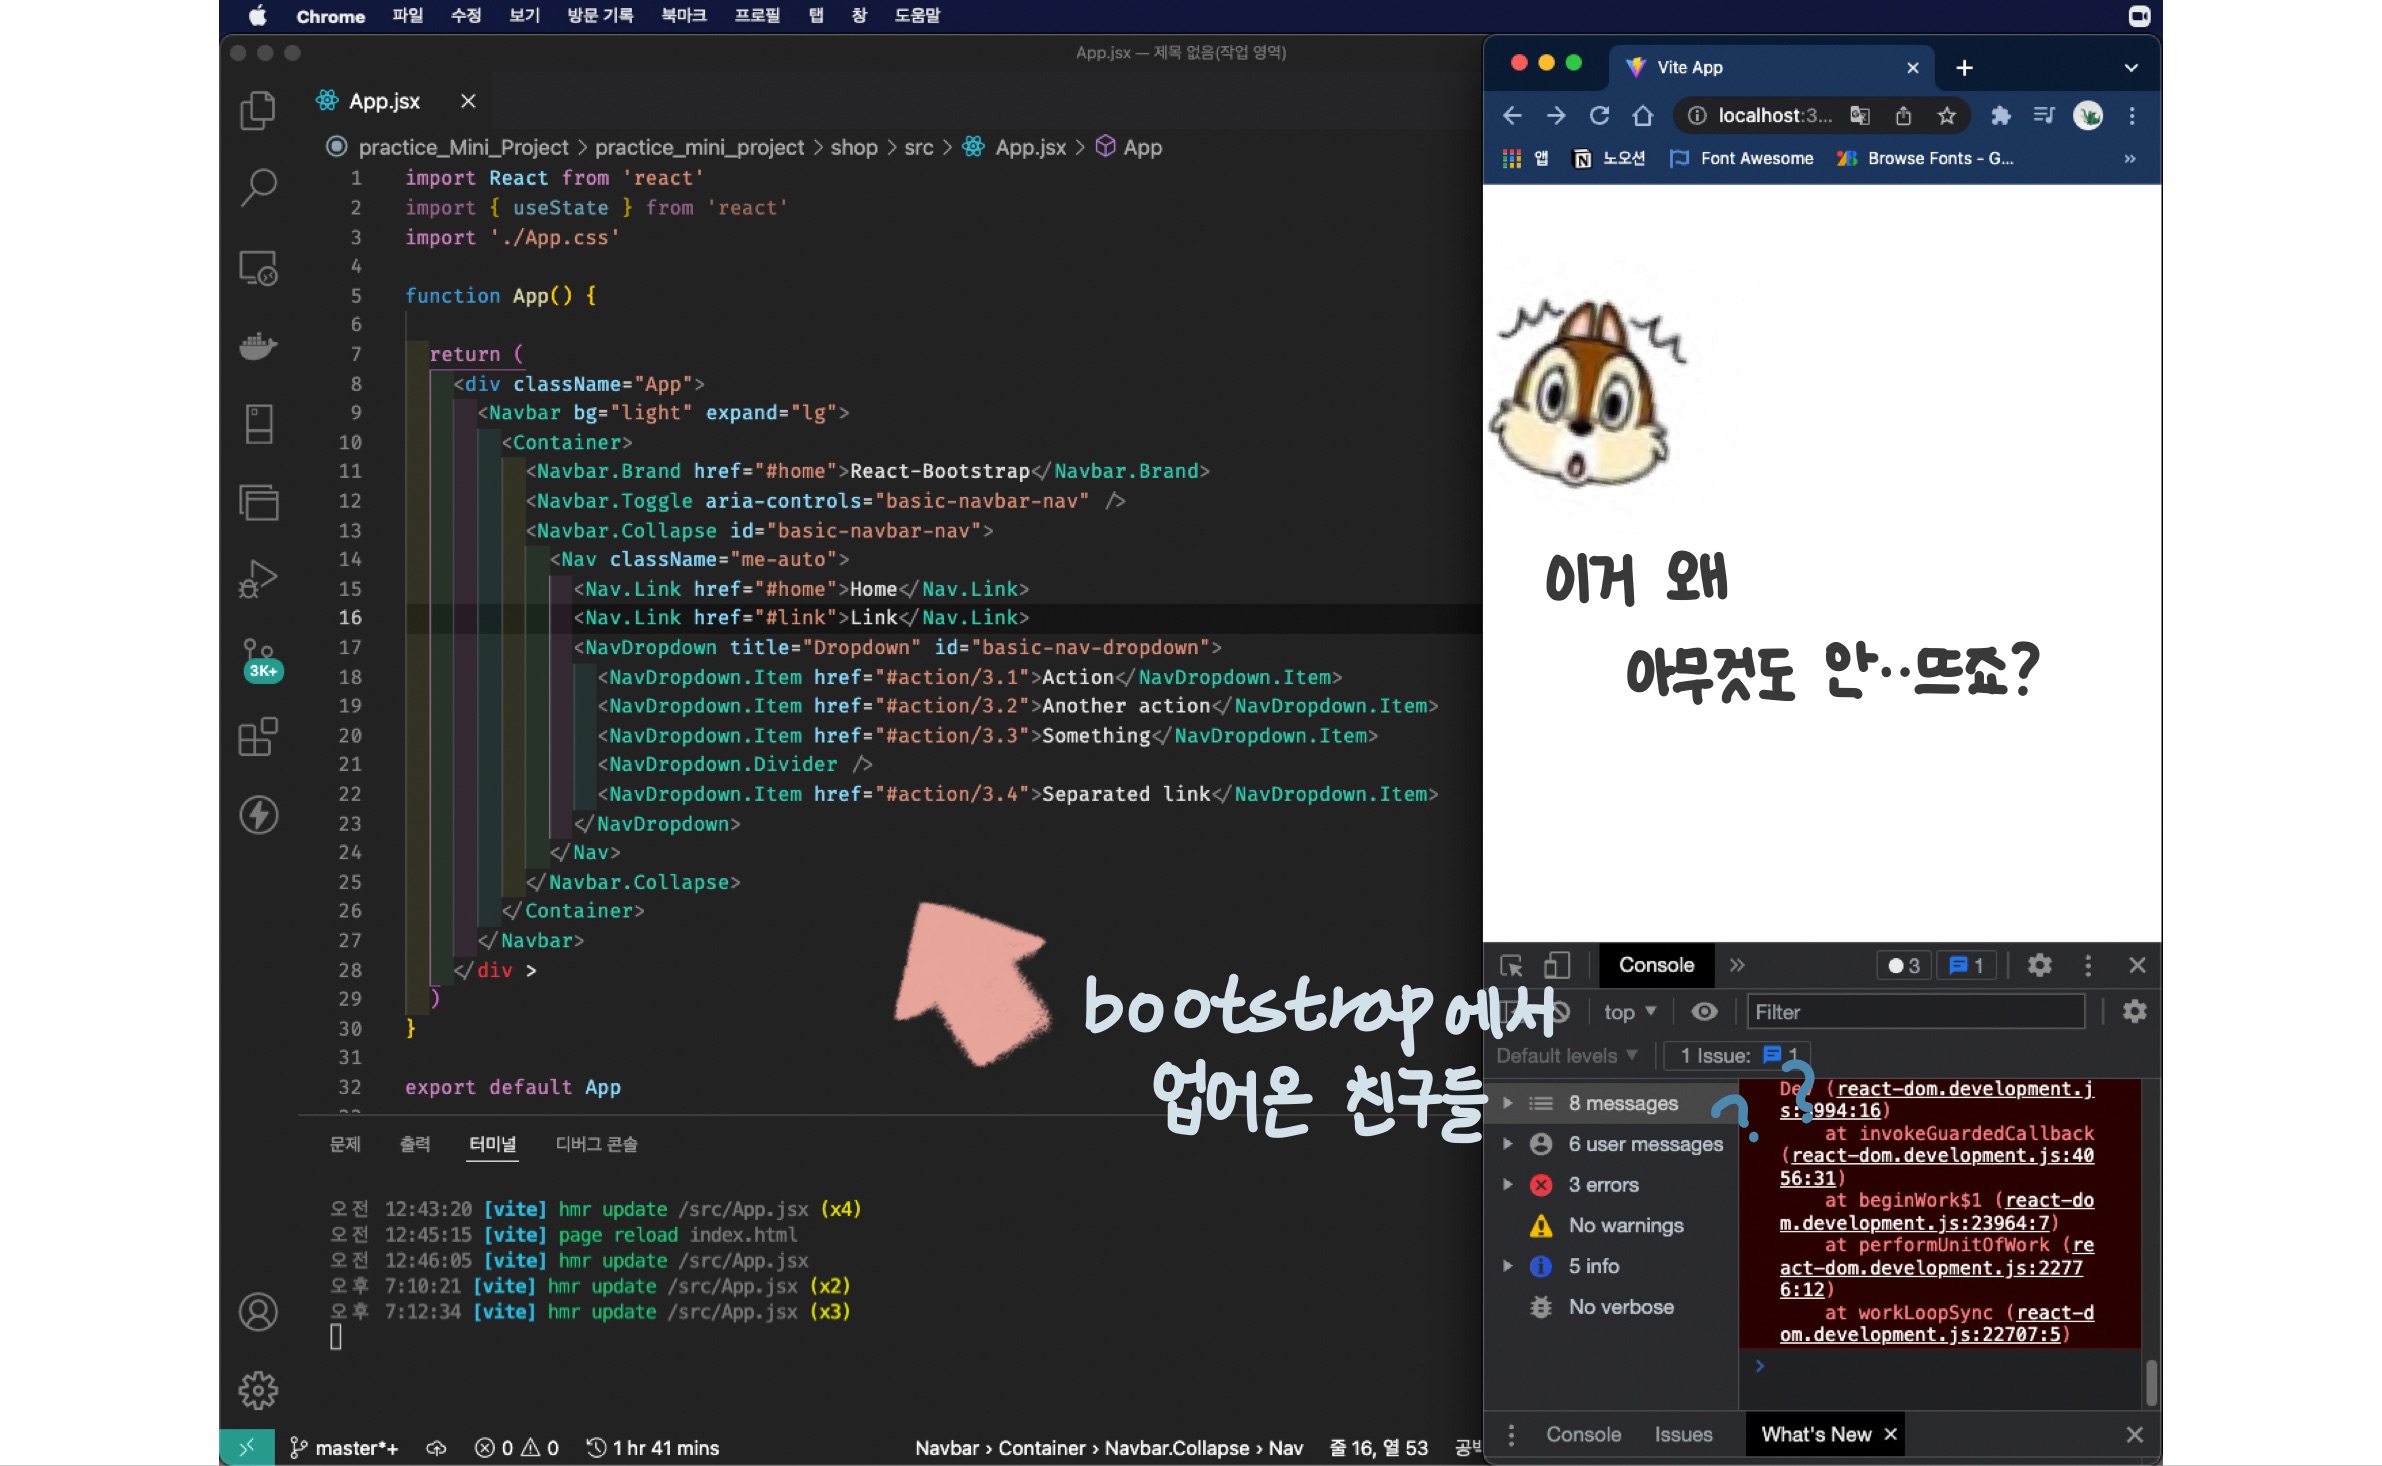 Chrome 파일 수정 보기 방문 기록 북마크 프로필 탭 창 도움말
App.jsx — 제목 없음(작업 영역)
App.jsx
practice_Mini_Project > practice_mini_project > shop > src > App.jsx > App
1 import React from 'react'
2 import { useState } from 'react'
3 import './App.css'
4
5 function App() {
6
7 return (
8 <div className="App">
9 <Navbar bg="light" expand="lg">
10 <Container>
11 <Navbar.Brand href="#home">React-Bootstrap</Navbar.Brand>
12 <Navbar.Toggle aria-controls="basic-navbar-nav" />
13 <Navbar.Collapse id="basic-navbar-nav">
14 <Nav className="me-auto">
15 <Nav.Link href="#home">Home</Nav.Link>
16 <Nav.Link href="#link">Link</Nav.Link>
17 <NavDropdown title="Dropdown" id="basic-nav-dropdown">
18 <NavDropdown.Item href="#action/3.1">Action</NavDropdown.Item>
19 <NavDropdown.Item href="#action/3.2">Another action</NavDropdown.Item>
20 <NavDropdown.Item href="#action/3.3">Something</NavDropdown.Item>
21 <NavDropdown.Divider />
22 <NavDropdown.Item href="#action/3.4">Separated link</NavDropdown.Item>
23 </NavDropdown>
24 </Nav>
25 </Navbar.Collapse>
26 </Container>
27 </Navbar>
28 </div >
29 )
30 }
31
32 export default App
3K+
bootstrap에서
업어온 친구들
문제 출력 터미널 디버그 콘솔
오전 12:43:20 [vite] hmr update /src/App.jsx (x4)
오전 12:45:15 [vite] page reload index.html
오전 12:46:05 [vite] hmr update /src/App.jsx
오후 7:10:21 [vite] hmr update /src/App.jsx (x2)
오후 7:12:34 [vite] hmr update /src/App.jsx (x3)
master*+ 0 0 1 hr 41 mins Navbar › Container › Navbar.Collapse › Nav 줄 16, 열 53
Vite App
localhost:3...
앱 노오션 Font Awesome Browse Fonts - G... »
이거 왜
아무것도 안..뜨죠?
Console » 3 1
top Filter
Default levels 1 Issue: 1
? ?
8 messages
6 user messages
3 errors
No warnings
5 info
No verbose
(react-dom.development.j
994:16)
at invokeGuardedCallback
(react-dom.development.js:40
56:31)
at beginWork$1 (react-do
m.development.js:23964:7)
at performUnitOfWork (re
act-dom.development.js:2277
6:12)
at workLoopSync (react-d
om.development.js:22707:5)
Console Issues What's New